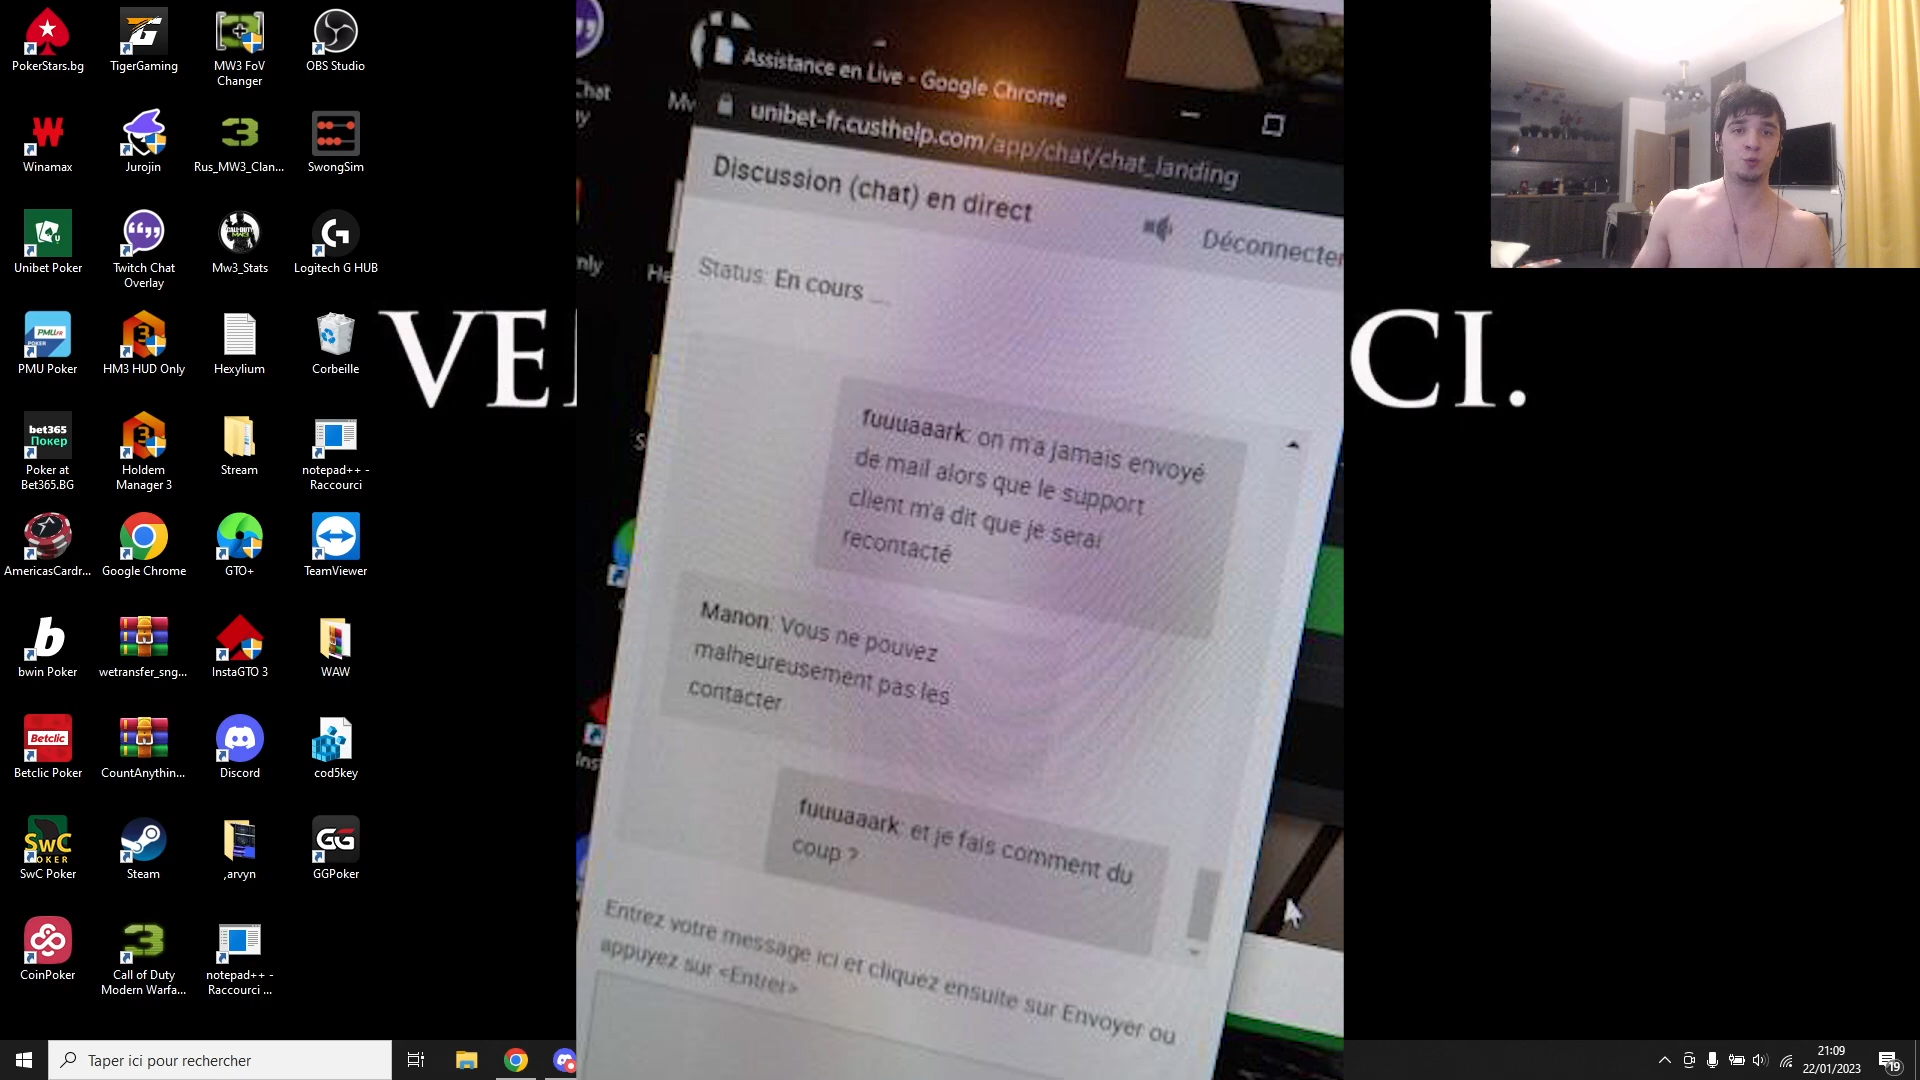 PokerStars.bg
TigerGaming
MW3 FoV
Changer
OBS Studio
Winamax
Jurojin
Rus_MW3_Clan...
SwongSim
Unibet Poker
Twitch Chat
Overlay
Mw3_Stats
Logitech G HUB
PMU Poker
HM3 HUD Only
Hexylium
Corbeille
Poker at
Bet365.BG
Holdem
Manager 3
Stream
notepad++ -
Raccourci
AmericasCardr...
Google Chrome
GTO+
TeamViewer
bwin Poker
wetransfer_sng...
InstaGTO 3
WAW
Betclic Poker
CountAnythin...
Discord
cod5key
SwC Poker
Steam
,arvyn
GGPoker
CoinPoker
Call of Duty
Modern Warfa...
notepad++ -
Raccourci ...
CI.
Assistance en Live - Google Chrome
unibet-fr.custhelp.com/app/chat/chat_landing
Discussion (chat) en direct
Déconnecter
Status: En cours ...
fuuuaaark: on m'a jamais envoyé
de mail alors que le support
client m'a dit que je serai
recontacté
Manon: Vous ne pouvez
malheureusement pas les
contacter
fuuuaaark: et je fais comment du
coup ?
Entrez votre message ici et cliquez ensuite sur Envoyer ou
appuyez sur <Entrer>
Taper ici pour rechercher
21:09
22/01/2023
19